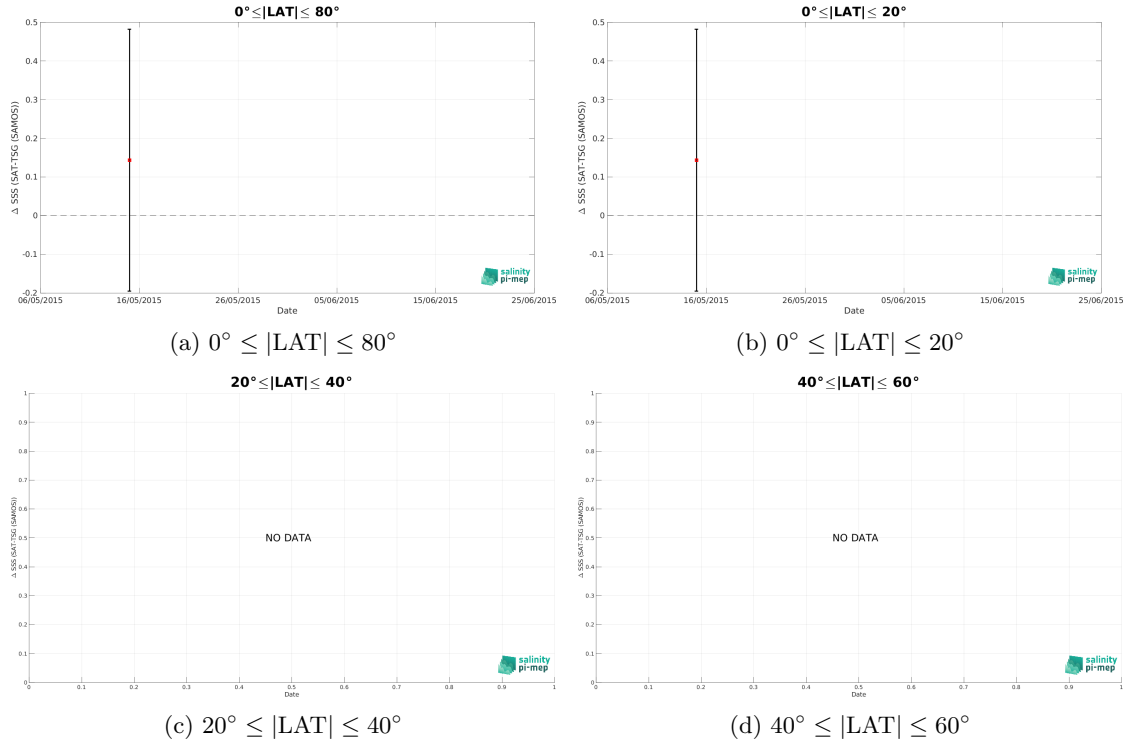 0°≤|LAT|≤ 80°
0.5
0.4
0.3
0.2
0.1
0
-0.1
-0.2
Δ SSS (SAT-TSG (SAMOS))
06/05/2015 16/05/2015 26/05/2015 05/06/2015 15/06/2015 25/06/2015
Date
salinity
pi-mep
(a) 0° ≤ |LAT| ≤ 80°
0°≤|LAT|≤ 20°
0.5
0.4
0.3
0.2
0.1
0
-0.1
-0.2
Δ SSS (SAT-TSG (SAMOS))
06/05/2015 16/05/2015 26/05/2015 05/06/2015 15/06/2015 25/06/2015
Date
salinity
pi-mep
(b) 0° ≤ |LAT| ≤ 20°
20°≤|LAT|≤ 40°
1
0.9
0.8
0.7
0.6
0.5
0.4
0.3
0.2
0.1
0
Δ SSS (SAT-TSG (SAMOS))
NO DATA
0 0.1 0.2 0.3 0.4 0.5 0.6 0.7 0.8 0.9 1
Date
salinity
pi-mep
(c) 20° ≤ |LAT| ≤ 40°
40°≤|LAT|≤ 60°
1
0.9
0.8
0.7
0.6
0.5
0.4
0.3
0.2
0.1
0
Δ SSS (SAT-TSG (SAMOS))
NO DATA
0 0.1 0.2 0.3 0.4 0.5 0.6 0.7 0.8 0.9 1
Date
salinity
pi-mep
(d) 40° ≤ |LAT| ≤ 60°